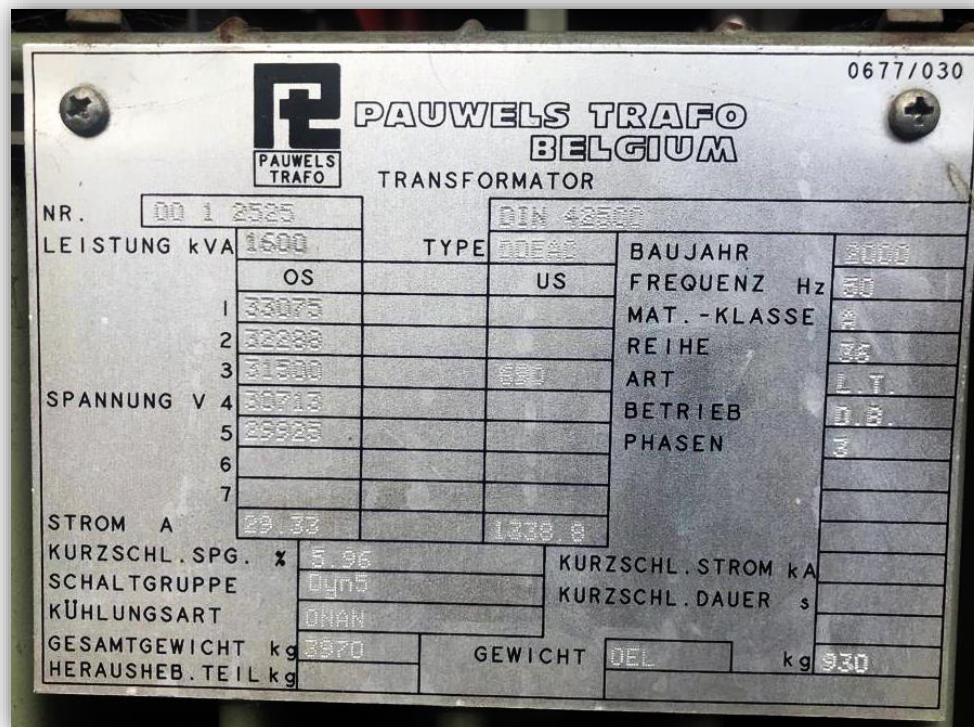 0677/030
PAUWELS TRAFO
BELGIUM
PAUWELS
TRAFO
TRANSFORMATOR
NR. 00 1 2525 DIN 42500
LEISTUNG kVA 1600 TYPE BAUJAHR 2000
OS US FREQUENZ Hz 50
1 33075 MAT.-KLASSE A
2 32288 REIHE 36
3 31500 690 ART L.T.
SPANNUNG V 4 30713 BETRIEB D.B.
5 29925 PHASEN 3
6
7
STROM A 29.33 1338.8
KURZSCHL.SPG. % 5.96 KURZSCHL.STROM kA
SCHALTGRUPPE Dyn5 KURZSCHL.DAUER s
KÜHLUNGSART ONAN
GESAMTGEWICHT kg 3970 GEWICHT OEL kg 930
HERAUSHEB.TEIL kg